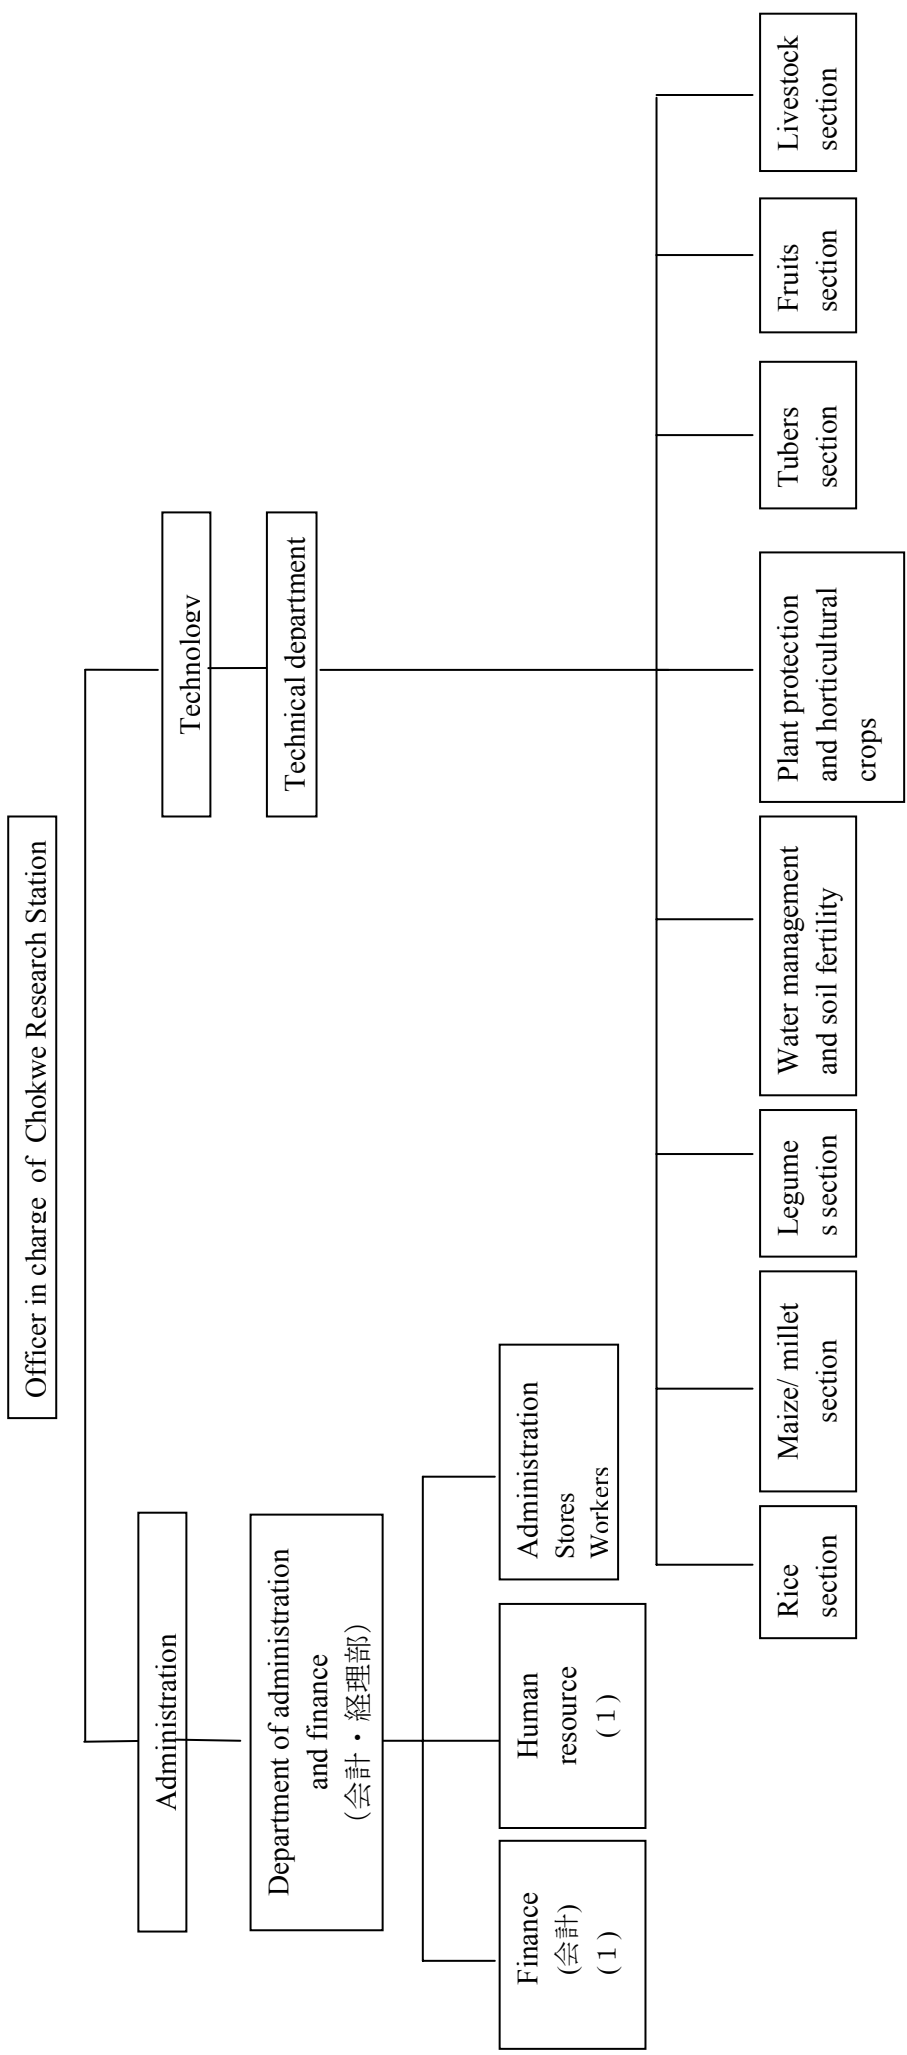 Officer in charge of Chokwe Research Station
Administration
Technology
Department of administration
and finance
(会計・経理部)
Technical department
Finance
(会計)
(1)
Human
resource
(1)
Administration
Stores
Workers
Rice
section
Maize/ millet
section
Legume
s section
Water management
and soil fertility
Plant protection
and horticultural
crops
Tubers
section
Fruits
section
Livestock
section